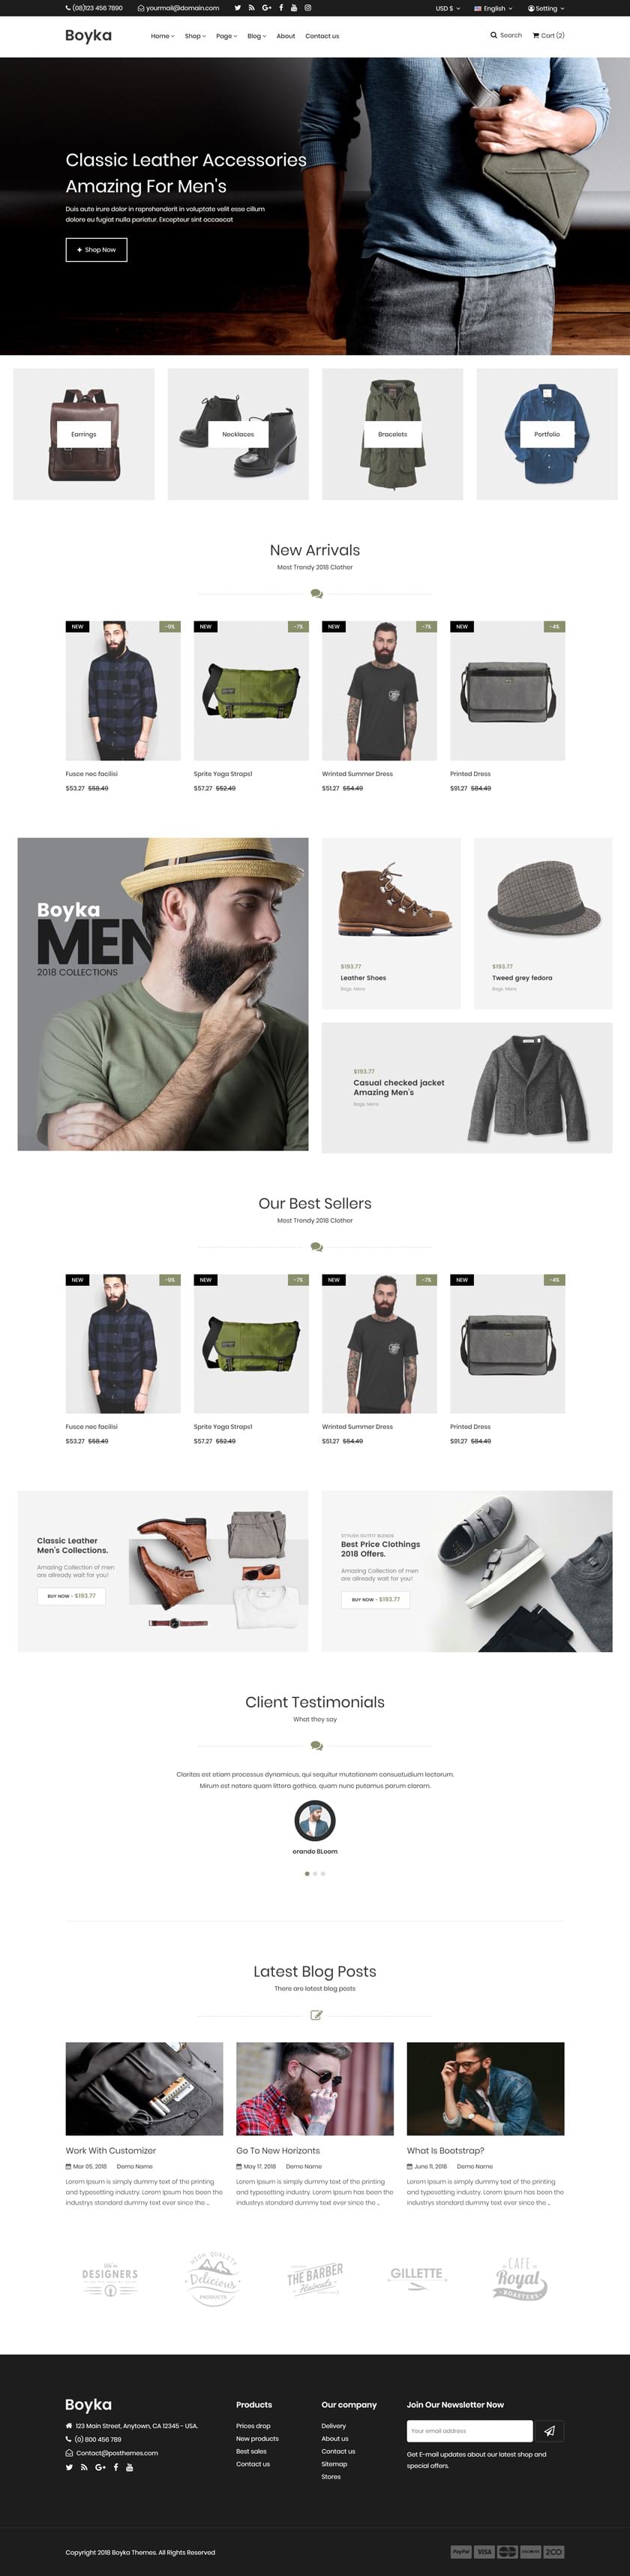 (08)123 456 7890 yourmail@domain.com USD $ English Setting
Boyka Home Shop Page Blog About Contact us Search Cart (2)
Classic Leather Accessories
Amazing For Men's
Duis aute irure dolor in reprehenderit in voluptate velit esse cillum
dolore eu fugiat nulla pariatur. Excepteur sint occaecat
+ Shop Now
Earrings Necklaces Bracelets Portfolio
New Arrivals
Most Trendy 2018 Clother
NEW -0% NEW -7% NEW -7% NEW -4%
Fusce nec facilisi Sprite Yoga Straps1 Wrinted Summer Dress Printed Dress
$53.27 $58.49 $57.27 $52.49 $51.27 $54.49 $91.27 $84.49
Boyka
MEN
2018 COLLECTIONS
$193.77
Leather Shoes
Bags, Mens
$193.77
Tweed grey fedora
Bags, Mens
$193.77
Casual checked jacket
Amazing Men's
Bags, Mens
Our Best Sellers
Most Trendy 2018 Clother
NEW -0% NEW -7% NEW -7% NEW -4%
Fusce nec facilisi Sprite Yoga Straps1 Wrinted Summer Dress Printed Dress
$53.27 $58.49 $57.27 $52.49 $51.27 $54.49 $91.27 $84.49
Classic Leather
Men's Collections.
Amazing Collection of men
are allready wait for you!
BUY NOW - $193.77
STYLISH OUTFIT BLENDS
Best Price Clothings
2018 Offers.
Amazing Collection of men
are allready wait for you!
BUY NOW - $193.77
Client Testimonials
What they say
Claritas est etiam processus dynamicus, qui sequitur mutationem consuetudium lectorum.
Mirum est notare quam littera gothica, quam nunc putamus parum claram.
orando BLoom
Latest Blog Posts
There are latest blog posts
Work With Customizer
Mar 05, 2018 Demo Name
Lorem Ipsum is simply dummy text of the printing
and typesetting industry. Lorem Ipsum has been the
industrys standard dummy text ever since the ...
Go To New Horizonts
May 17, 2018 Demo Name
Lorem Ipsum is simply dummy text of the printing
and typesetting industry. Lorem Ipsum has been the
industrys standard dummy text ever since the ...
What Is Bootstrap?
June 11, 2018 Demo Name
Lorem Ipsum is simply dummy text of the printing
and typesetting industry. Lorem Ipsum has been the
industrys standard dummy text ever since the ...
DESIGNERS
HIGH QUALITY
Delicious
PRODUCTS
THE BARBER
Haircuts
GILLETTE
CAFE
Royal
ROASTERS
Boyka
123 Main Street, Anytown, CA 12345 - USA.
(0) 800 456 789
Contact@posthemes.com
Products
Prices drop
New products
Best sales
Contact us
Our company
Delivery
About us
Contact us
Sitemap
Stores
Join Our Newsletter Now
Your email address
Get E-mail updates about our latest shop and
special offers.
Copyright 2018 Boyka Themes. All Rights Reserved
PayPal VISA DISCOVER 2CO